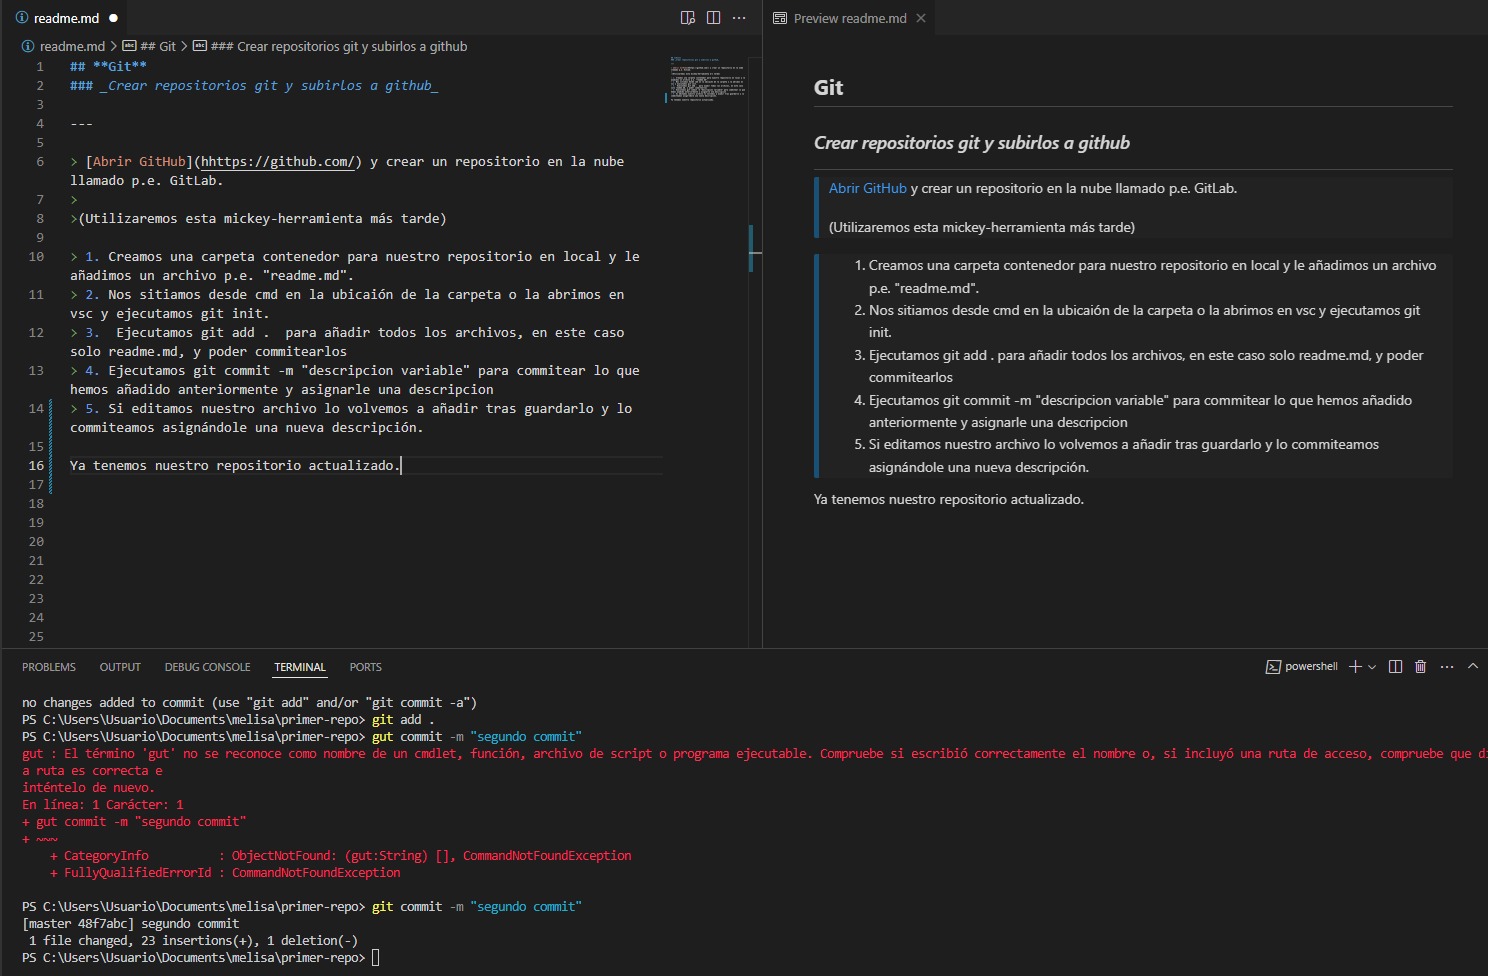 readme.md
Preview readme.md
readme.md > ## Git > ### Crear repositorios git y subirlos a github
1 ## **Git**
2 ### _Crear repositorios git y subirlos a github_
3
4 ---
5
6 > [Abrir GitHub](hhttps://github.com/) y crear un repositorio en la nube
llamado p.e. GitLab.
7 >
8 >(Utilizaremos esta mickey-herramienta más tarde)
9
10 > 1. Creamos una carpeta contenedor para nuestro repositorio en local y le
añadimos un archivo p.e. "readme.md".
11 > 2. Nos sitiamos desde cmd en la ubicaión de la carpeta o la abrimos en
vsc y ejecutamos git init.
12 > 3.  Ejecutamos git add .  para añadir todos los archivos, en este caso
solo readme.md, y poder commitearlos
13 > 4. Ejecutamos git commit -m "descripcion variable" para commitear lo que
hemos añadido anteriormente y asignarle una descripcion
14 > 5. Si editamos nuestro archivo lo volvemos a añadir tras guardarlo y lo
commiteamos asignándole una nueva descripción.
15
16 Ya tenemos nuestro repositorio actualizado.
17
18
19
20
21
22
23
24
25
Git
Crear repositorios git y subirlos a github
Abrir GitHub y crear un repositorio en la nube llamado p.e. GitLab.
(Utilizaremos esta mickey-herramienta más tarde)
1. Creamos una carpeta contenedor para nuestro repositorio en local y le añadimos un archivo
p.e. "readme.md".
2. Nos sitiamos desde cmd en la ubicaión de la carpeta o la abrimos en vsc y ejecutamos git
init.
3. Ejecutamos git add . para añadir todos los archivos, en este caso solo readme.md, y poder
commitearlos
4. Ejecutamos git commit -m "descripcion variable" para commitear lo que hemos añadido
anteriormente y asignarle una descripcion
5. Si editamos nuestro archivo lo volvemos a añadir tras guardarlo y lo commiteamos
asignándole una nueva descripción.
Ya tenemos nuestro repositorio actualizado.
PROBLEMS OUTPUT DEBUG CONSOLE TERMINAL PORTS
powershell
no changes added to commit (use "git add" and/or "git commit -a")
PS C:\Users\Usuario\Documents\melisa\primer-repo> git add .
PS C:\Users\Usuario\Documents\melisa\primer-repo> gut commit -m "segundo commit"
gut : El término 'gut' no se reconoce como nombre de un cmdlet, función, archivo de script o programa ejecutable. Compruebe si escribió correctamente el nombre o, si incluyó una ruta de acceso, compruebe que di
a ruta es correcta e
inténtelo de nuevo.
En línea: 1 Carácter: 1
+ gut commit -m "segundo commit"
+ ~~~
+ CategoryInfo          : ObjectNotFound: (gut:String) [], CommandNotFoundException
+ FullyQualifiedErrorId : CommandNotFoundException
PS C:\Users\Usuario\Documents\melisa\primer-repo> git commit -m "segundo commit"
[master 48f7abc] segundo commit
1 file changed, 23 insertions(+), 1 deletion(-)
PS C:\Users\Usuario\Documents\melisa\primer-repo>